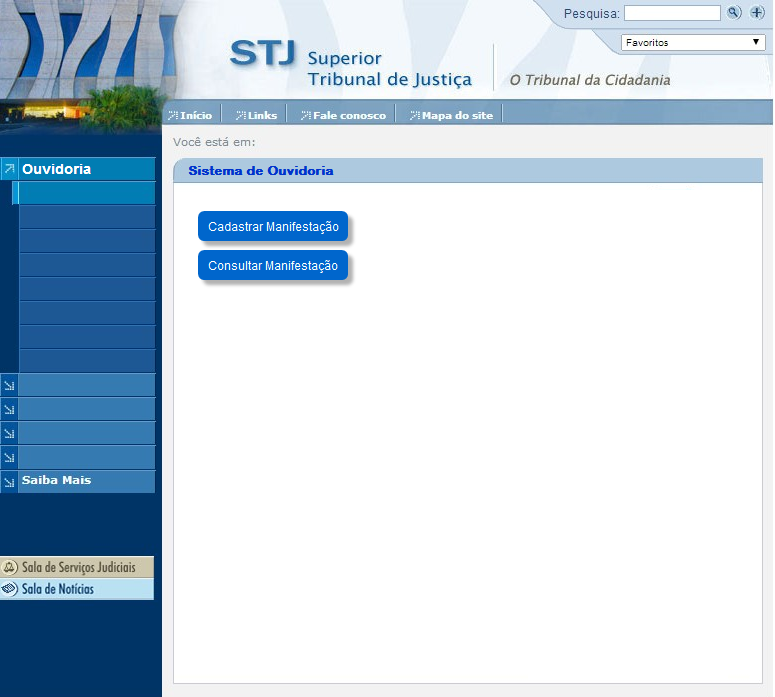 Pesquisa:
Favoritos
STJ Superior
Tribunal de Justiça
O Tribunal da Cidadania
Início Links Fale conosco Mapa do site
Você está em:
Ouvidoria
Sistema de Ouvidoria
Cadastrar Manifestação
Consultar Manifestação
Saiba Mais
Sala de Serviços Judiciais
Sala de Notícias